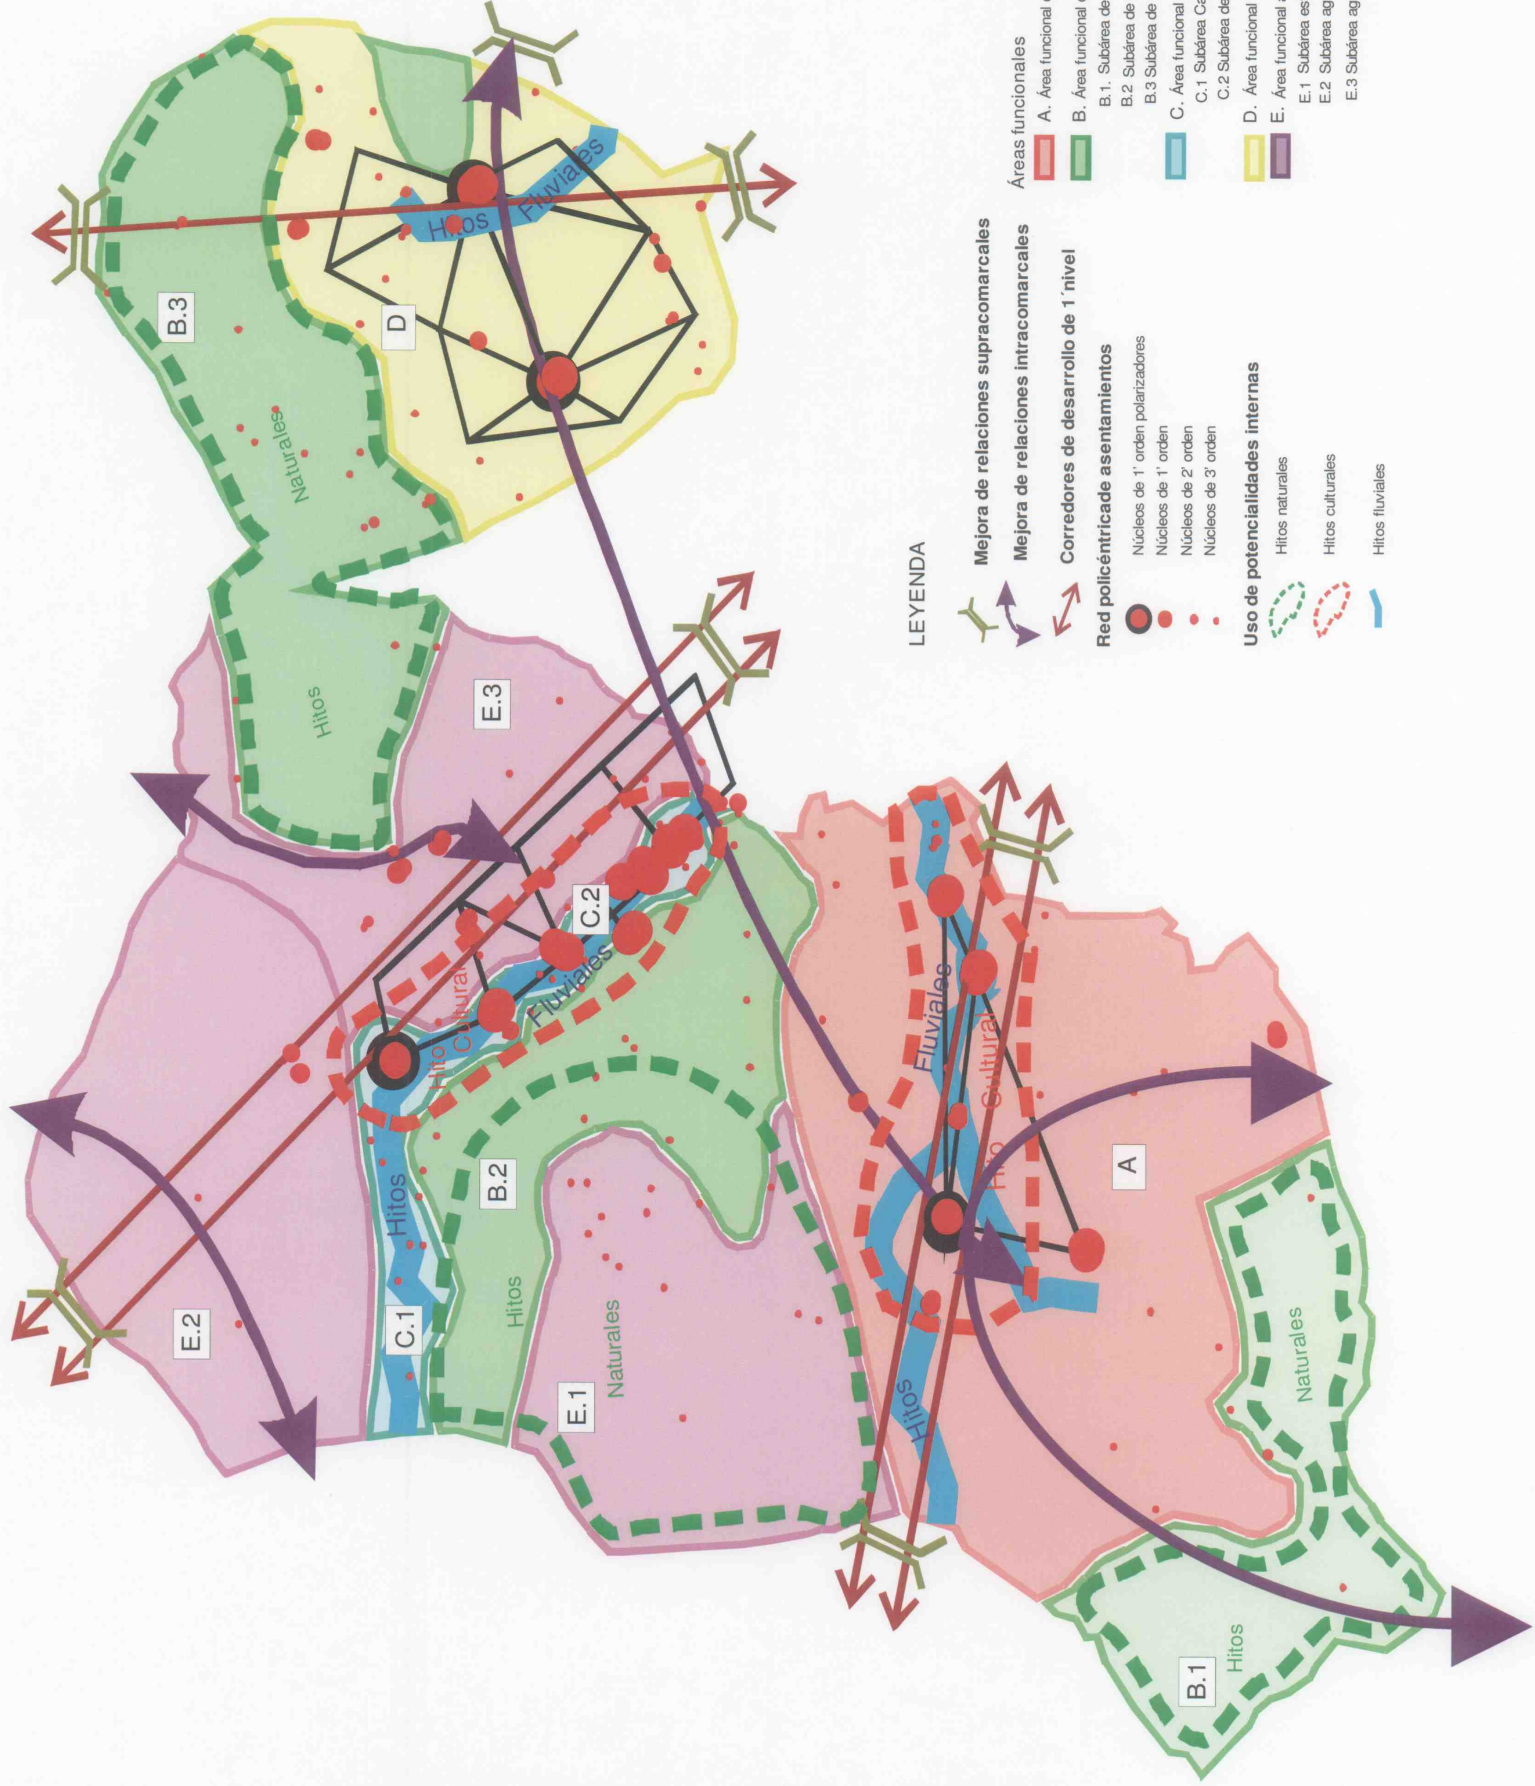 B.3
Naturales
Hitos
D
Hitos
Fluviales
E.3
E.2
C.2
Fluviales
Hito
Cultural
Hitos
C.1
B.2
Hitos
Naturales
E.1
Fluviales
Hito
Cultural
Hitos
A
Naturales
Hitos
B.1
LEYENDA
Mejora de relaciones supracomarcales
Mejora de relaciones intracomarcales
Corredores de desarrollo de 1´nivel
Red policéntricade asentamientos
Núcleos de 1' orden polarizadores
Núcleos de 1' orden
Núcleos de 2' orden
Núcleos de 3' orden
Uso de potencialidades internas
Hitos naturales
Hitos culturales
Hitos fluviales
Áreas funcionales
A. Área funcional
B. Área funcional
B.1. Subárea de
B.2 Subárea de
B.3 Subárea de
C. Área funcional
C.1 Subárea
C.2 Subárea de
D. Área funcional
E. Área funcional
E.1 Subárea
E.2 Subárea
E.3 Subárea